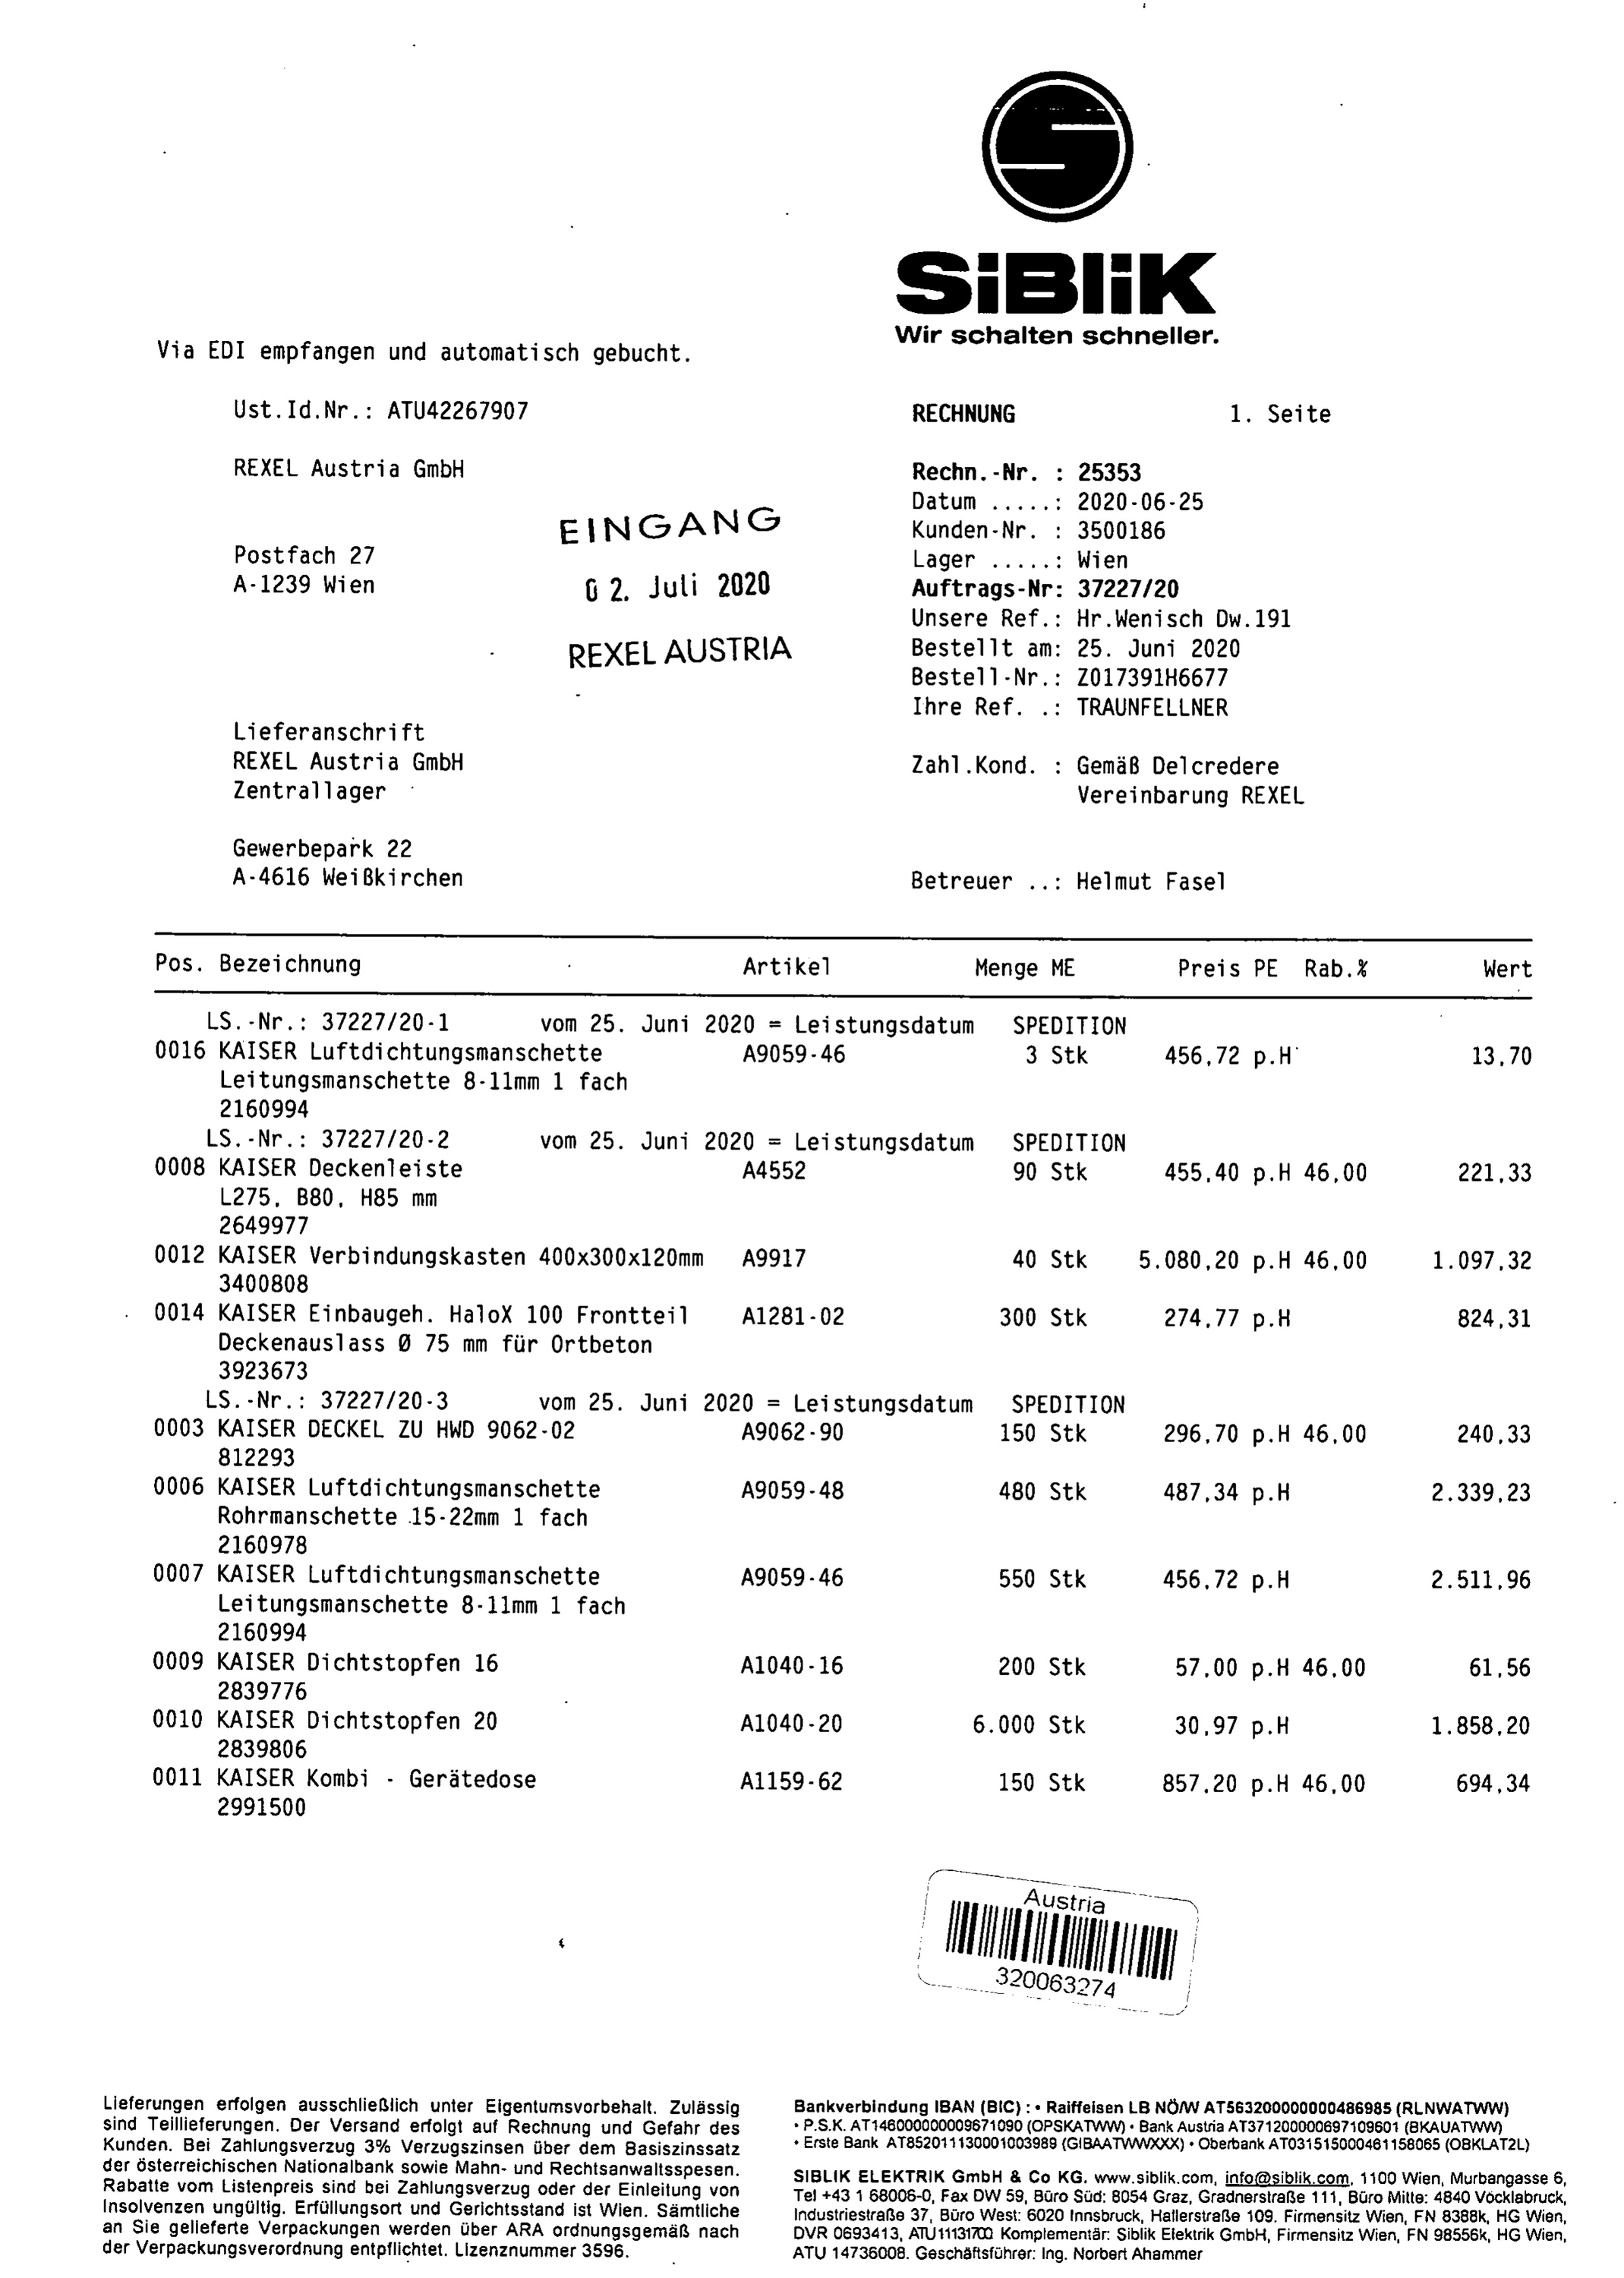 SiBliK
Wir schalten schneller.
Via EDI empfangen und automatisch gebucht.
Ust.Id.Nr.: ATU42267907
RECHNUNG 1. Seite
REXEL Austria GmbH
Rechn.-Nr. : 25353
Datum .....: 2020-06-25
EINGANG
Kunden-Nr. : 3500186
Postfach 27
Lager .....: Wien
A-1239 Wien
02. Juli 2020
Auftrags-Nr: 37227/20
Unsere Ref.: Hr.Wenisch Dw.191
REXEL AUSTRIA
Bestellt am: 25. Juni 2020
Bestell-Nr.: Z017391H6677
Ihre Ref. .: TRAUNFELLNER
Lieferanschrift
REXEL Austria GmbH
Zahl.Kond. : Gemäß Delcredere
Zentrallager
Vereinbarung REXEL
Gewerbepark 22
A-4616 Weißkirchen
Betreuer ..: Helmut Fasel
Pos. Bezeichnung Artikel Menge ME Preis PE Rab.% Wert
LS.-Nr.: 37227/20-1 vom 25. Juni 2020 = Leistungsdatum SPEDITION
0016 KAISER Luftdichtungsmanschette A9059-46 3 Stk 456,72 p.H 13,70
Leitungsmanschette 8-11mm 1 fach
2160994
LS.-Nr.: 37227/20-2 vom 25. Juni 2020 = Leistungsdatum SPEDITION
0008 KAISER Deckenleiste A4552 90 Stk 455,40 p.H 46,00 221,33
L275, B80, H85 mm
2649977
0012 KAISER Verbindungskasten 400x300x120mm A9917 40 Stk 5.080,20 p.H 46,00 1.097,32
3400808
0014 KAISER Einbaugeh. HaloX 100 Frontteil A1281-02 300 Stk 274,77 p.H 824,31
Deckenauslass Ø 75 mm für Ortbeton
3923673
LS.-Nr.: 37227/20-3 vom 25. Juni 2020 = Leistungsdatum SPEDITION
0003 KAISER DECKEL ZU HWD 9062-02 A9062-90 150 Stk 296,70 p.H 46,00 240,33
812293
0006 KAISER Luftdichtungsmanschette A9059-48 480 Stk 487,34 p.H 2.339,23
Rohrmanschette 15-22mm 1 fach
2160978
0007 KAISER Luftdichtungsmanschette A9059-46 550 Stk 456,72 p.H 2.511,96
Leitungsmanschette 8-11mm 1 fach
2160994
0009 KAISER Dichtstopfen 16 A1040-16 200 Stk 57,00 p.H 46,00 61,56
2839776
0010 KAISER Dichtstopfen 20 A1040-20 6.000 Stk 30,97 p.H 1.858,20
2839806
0011 KAISER Kombi - Gerätedose A1159-62 150 Stk 857,20 p.H 46,00 694,34
2991500
Austria
320063274
Lieferungen erfolgen ausschließlich unter Eigentumsvorbehalt. Zulässig
sind Teillieferungen. Der Versand erfolgt auf Rechnung und Gefahr des
Kunden. Bei Zahlungsverzug 3% Verzugszinsen über dem Basiszinssatz
der österreichischen Nationalbank sowie Mahn- und Rechtsanwaltsspesen.
Rabatte vom Listenpreis sind bei Zahlungsverzug oder der Einleitung von
Insolvenzen ungültig. Erfüllungsort und Gerichtsstand ist Wien. Sämtliche
an Sie gelieferte Verpackungen werden über ARA ordnungsgemäß nach
der Verpackungsverordnung entpflichtet. Lizenznummer 3596.
Bankverbindung IBAN (BIC) : • Raiffeisen LB NÖ/W AT563200000000486985 (RLNWATWW)
• P.S.K. AT146000000009671090 (OPSKATWW) • Bank Austria AT371200000697109601 (BKAUATWW)
• Erste Bank AT852011130001003989 (GIBAATWWXXX) • Oberbank AT031515000461158065 (OBKLAT2L)
SIBLIK ELEKTRIK GmbH & Co KG. www.siblik.com, info@siblik.com, 1100 Wien, Murbangasse 6,
Tel +43 1 68006-0, Fax DW 59, Büro Süd: 8054 Graz, Gradnerstraße 111, Büro Mitte: 4840 Vöcklabruck,
Industriestraße 37, Büro West: 6020 Innsbruck, Hallerstraße 109. Firmensitz Wien, FN 8388k, HG Wien,
DVR 0693413, ATU11131700 Komplementär: Siblik Elektrik GmbH, Firmensitz Wien, FN 98556k, HG Wien,
ATU 14736008. Geschäftsführer: Ing. Norbert Ahammer